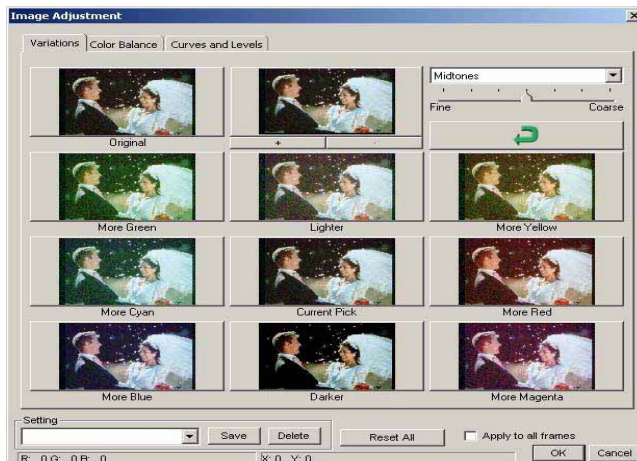 Image Adjustment
Variations Color Balance Curves and Levels
Midtones
Fine Coarse
Original + -
More Green Lighter More Yellow
More Cyan Current Pick More Red
More Blue Darker More Magenta
Setting
Save Delete Reset All Apply to all frames
R: 0 G: 0 B: 0 X: 0 Y: 0 OK Cancel